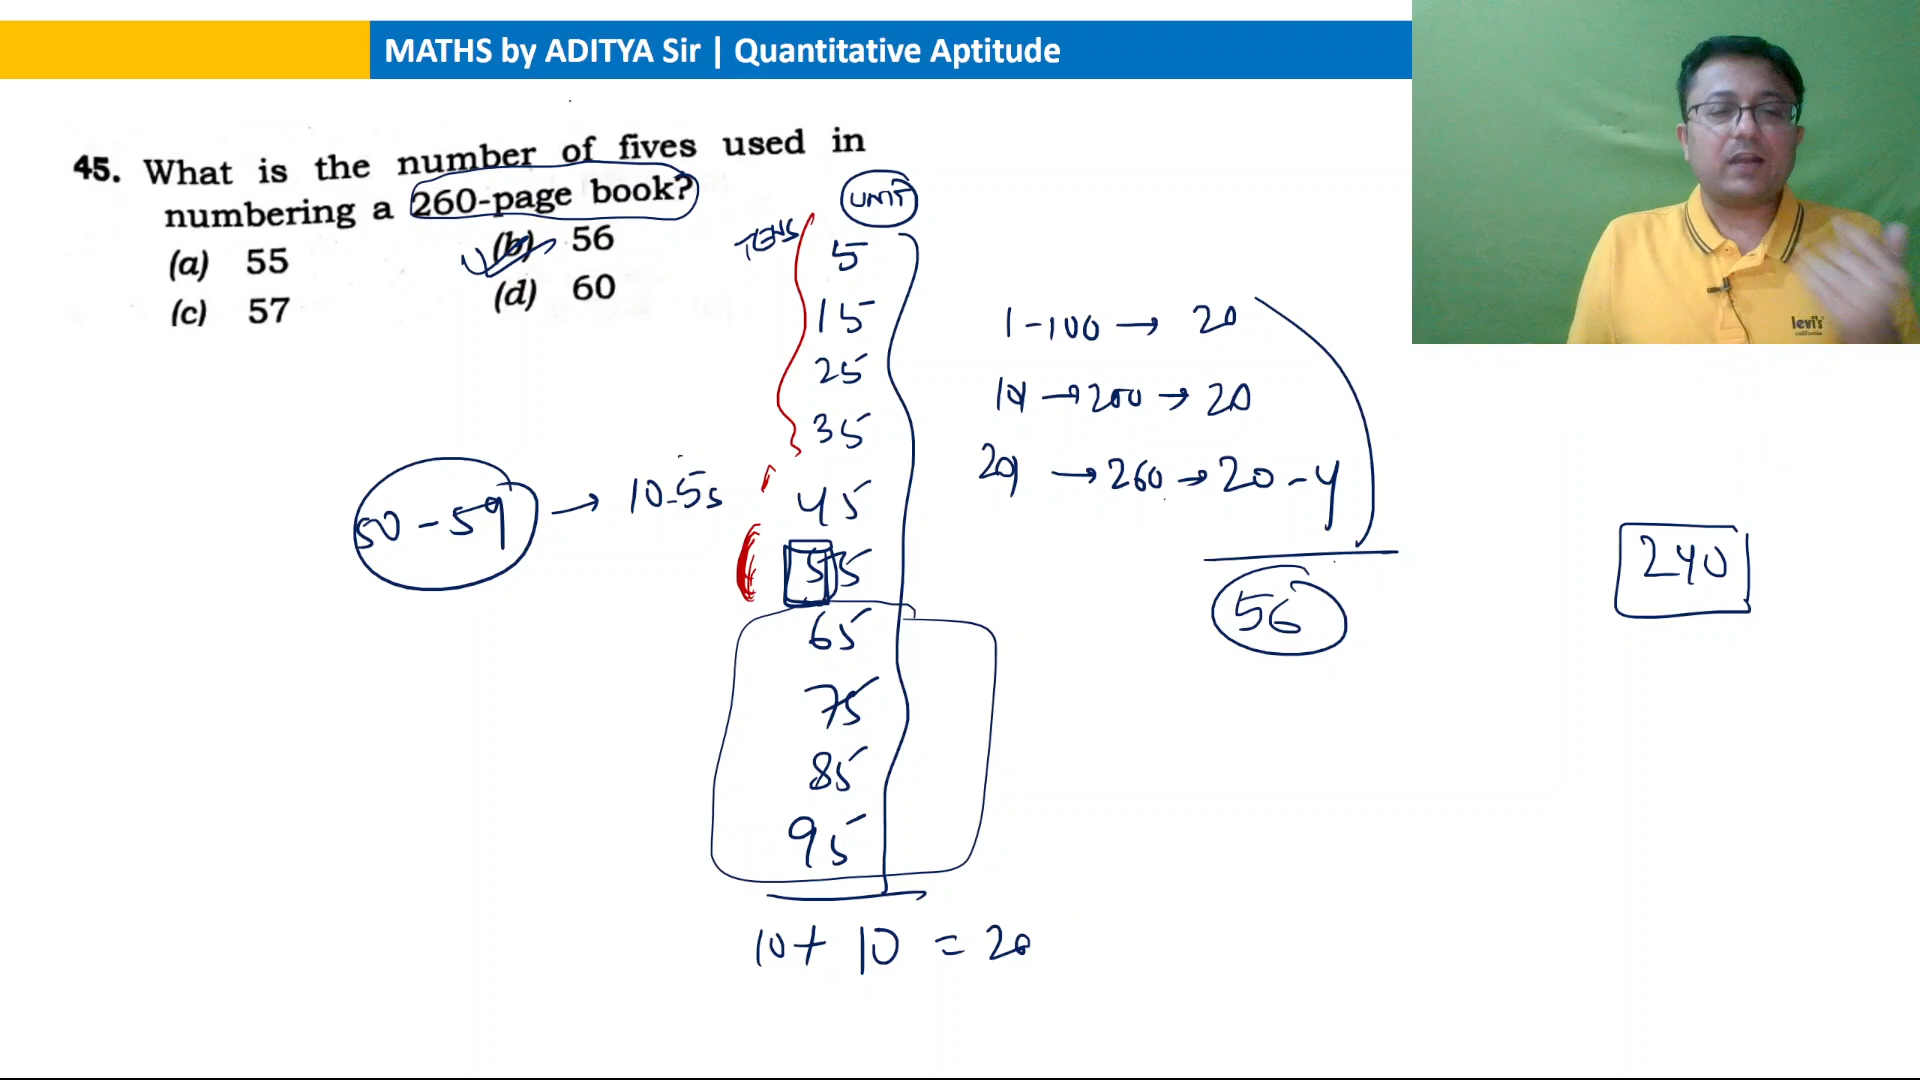 MATHS by ADITYA Sir | Quantitative Aptitude
45. What is the number of fives used in
numbering a 260-page book?
(a) 55 (b) 56
(c) 57 (d) 60
TENS UNIT
5
15
25
35
45
55
65
75
85
95
10+ 10 = 20
50-59 → 10-5s
1-100 → 20
101 → 200 → 20
201 → 260 → 20-4
56
240
levi's